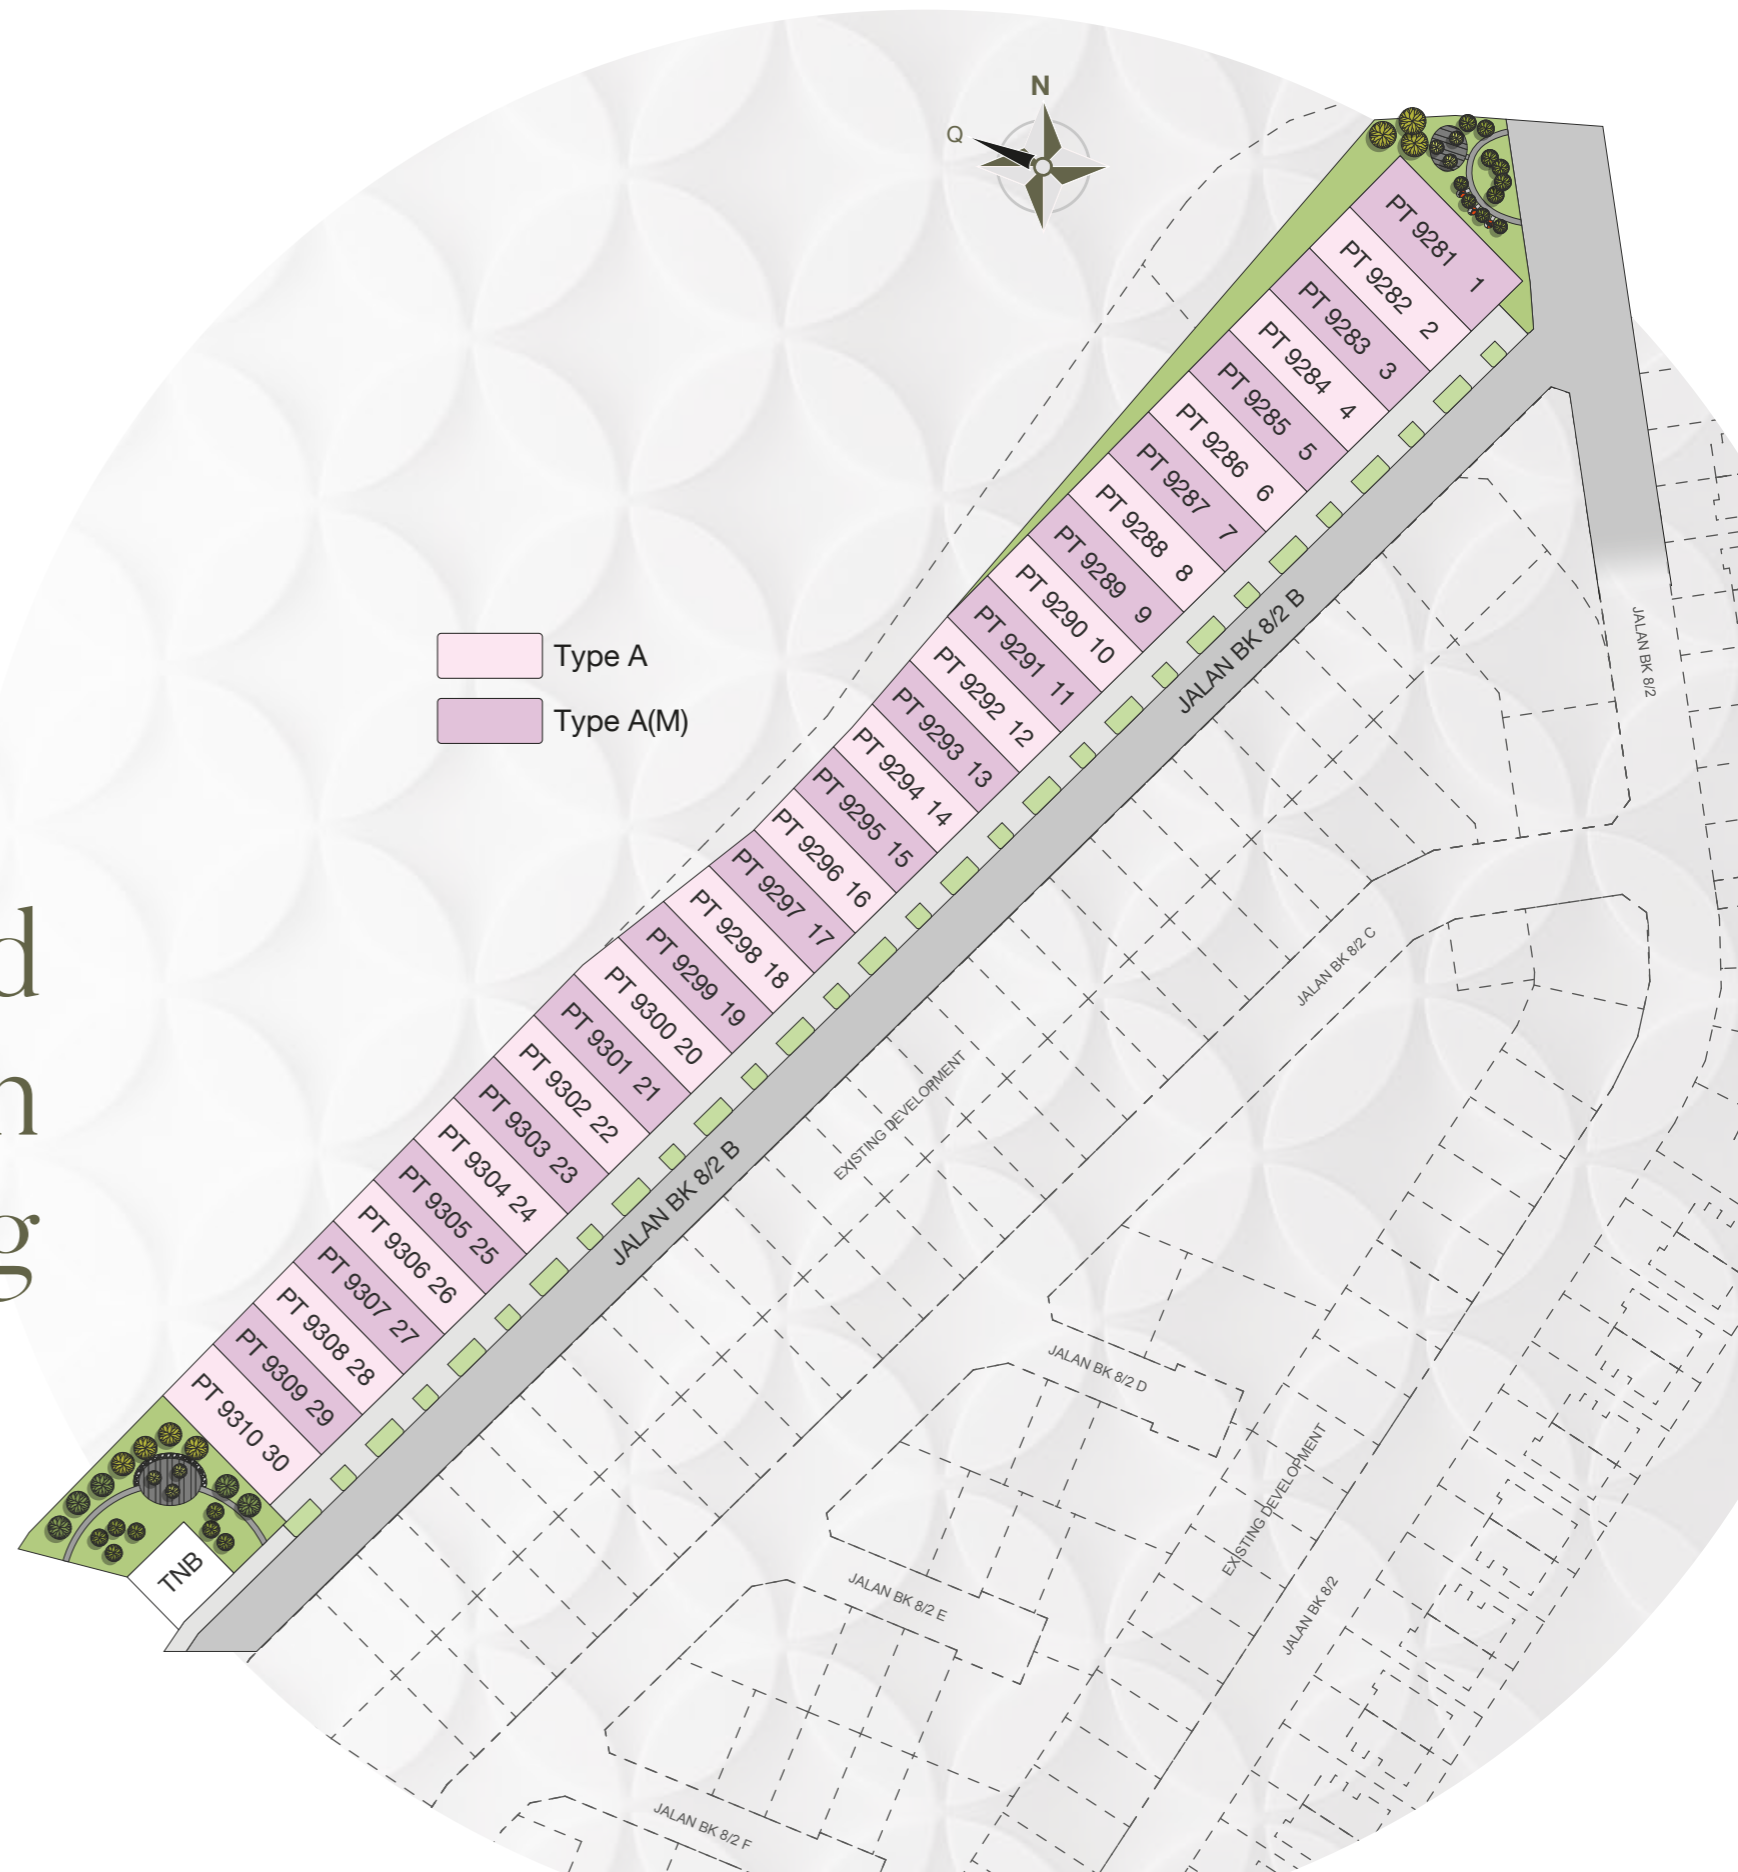 N
Q
PT 9281 1
PT 9282 2
PT 9283 3
PT 9284 4
PT 9285 5
PT 9286 6
PT 9287 7
PT 9288 8
PT 9289 9
PT 9290 10
PT 9291 11
PT 9292 12
PT 9293 13
PT 9294 14
PT 9295 15
PT 9296 16
PT 9297 17
PT 9298 18
PT 9299 19
PT 9300 20
PT 9301 21
PT 9302 22
PT 9303 23
PT 9304 24
PT 9305 25
PT 9306 26
PT 9307 27
PT 9308 28
PT 9309 29
PT 9310 30
TNB
Type A
Type A(M)
d
n
g
JALAN BK 8/2 B
JALAN BK 8/2 B
JALAN BK 8/2
JALAN BK 8/2 C
EXISTING DEVELOPMENT
JALAN BK 8/2 D
EXISTING DEVELOPMENT
JALAN BK 8/2 E
JALAN BK 8/2
JALAN BK 8/2 F